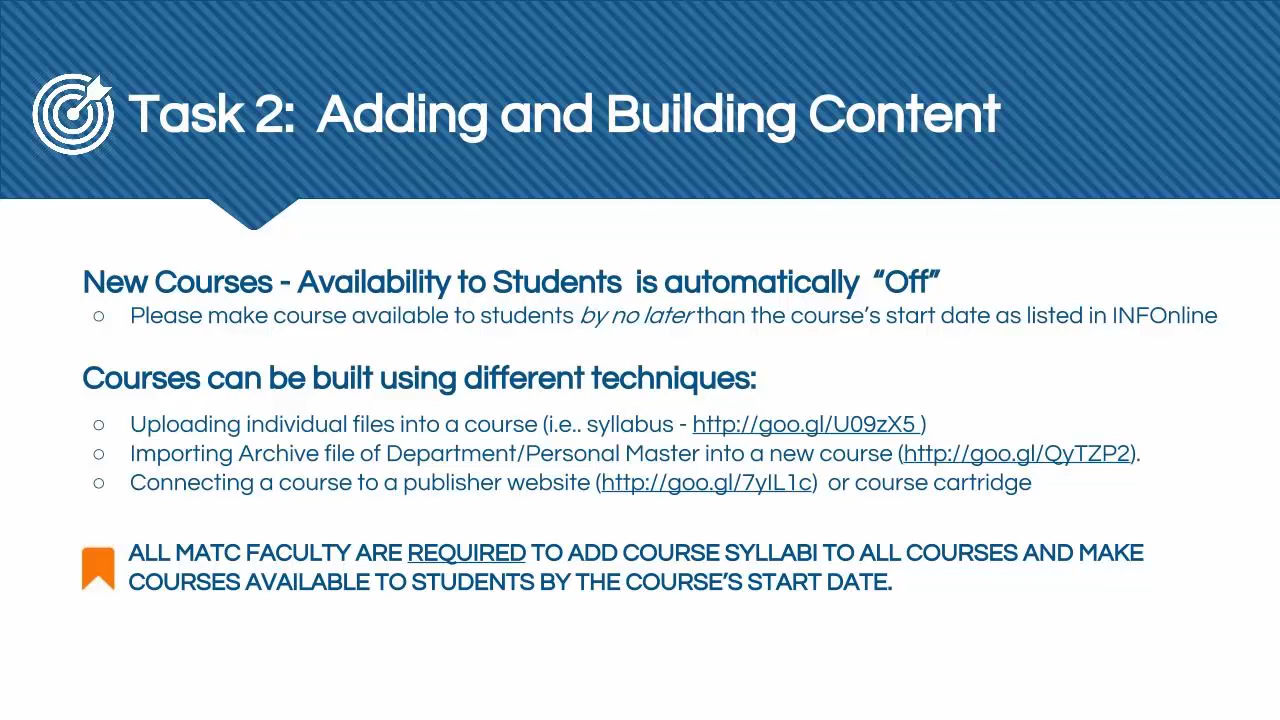 Task 2:  Adding and Building Content
New Courses - Availability to Students  is automatically  “Off”
○ Please make course available to students by no later than the course’s start date as listed in INFOnline
Courses can be built using different techniques:
○ Uploading individual files into a course (i.e.. syllabus - http://goo.gl/U09zX5 )
○ Importing Archive file of Department/Personal Master into a new course (http://goo.gl/QyTZP2).
○ Connecting a course to a publisher website (http://goo.gl/7yIL1c)  or course cartridge
ALL MATC FACULTY ARE REQUIRED TO ADD COURSE SYLLABI TO ALL COURSES AND MAKE
COURSES AVAILABLE TO STUDENTS BY THE COURSE’S START DATE.